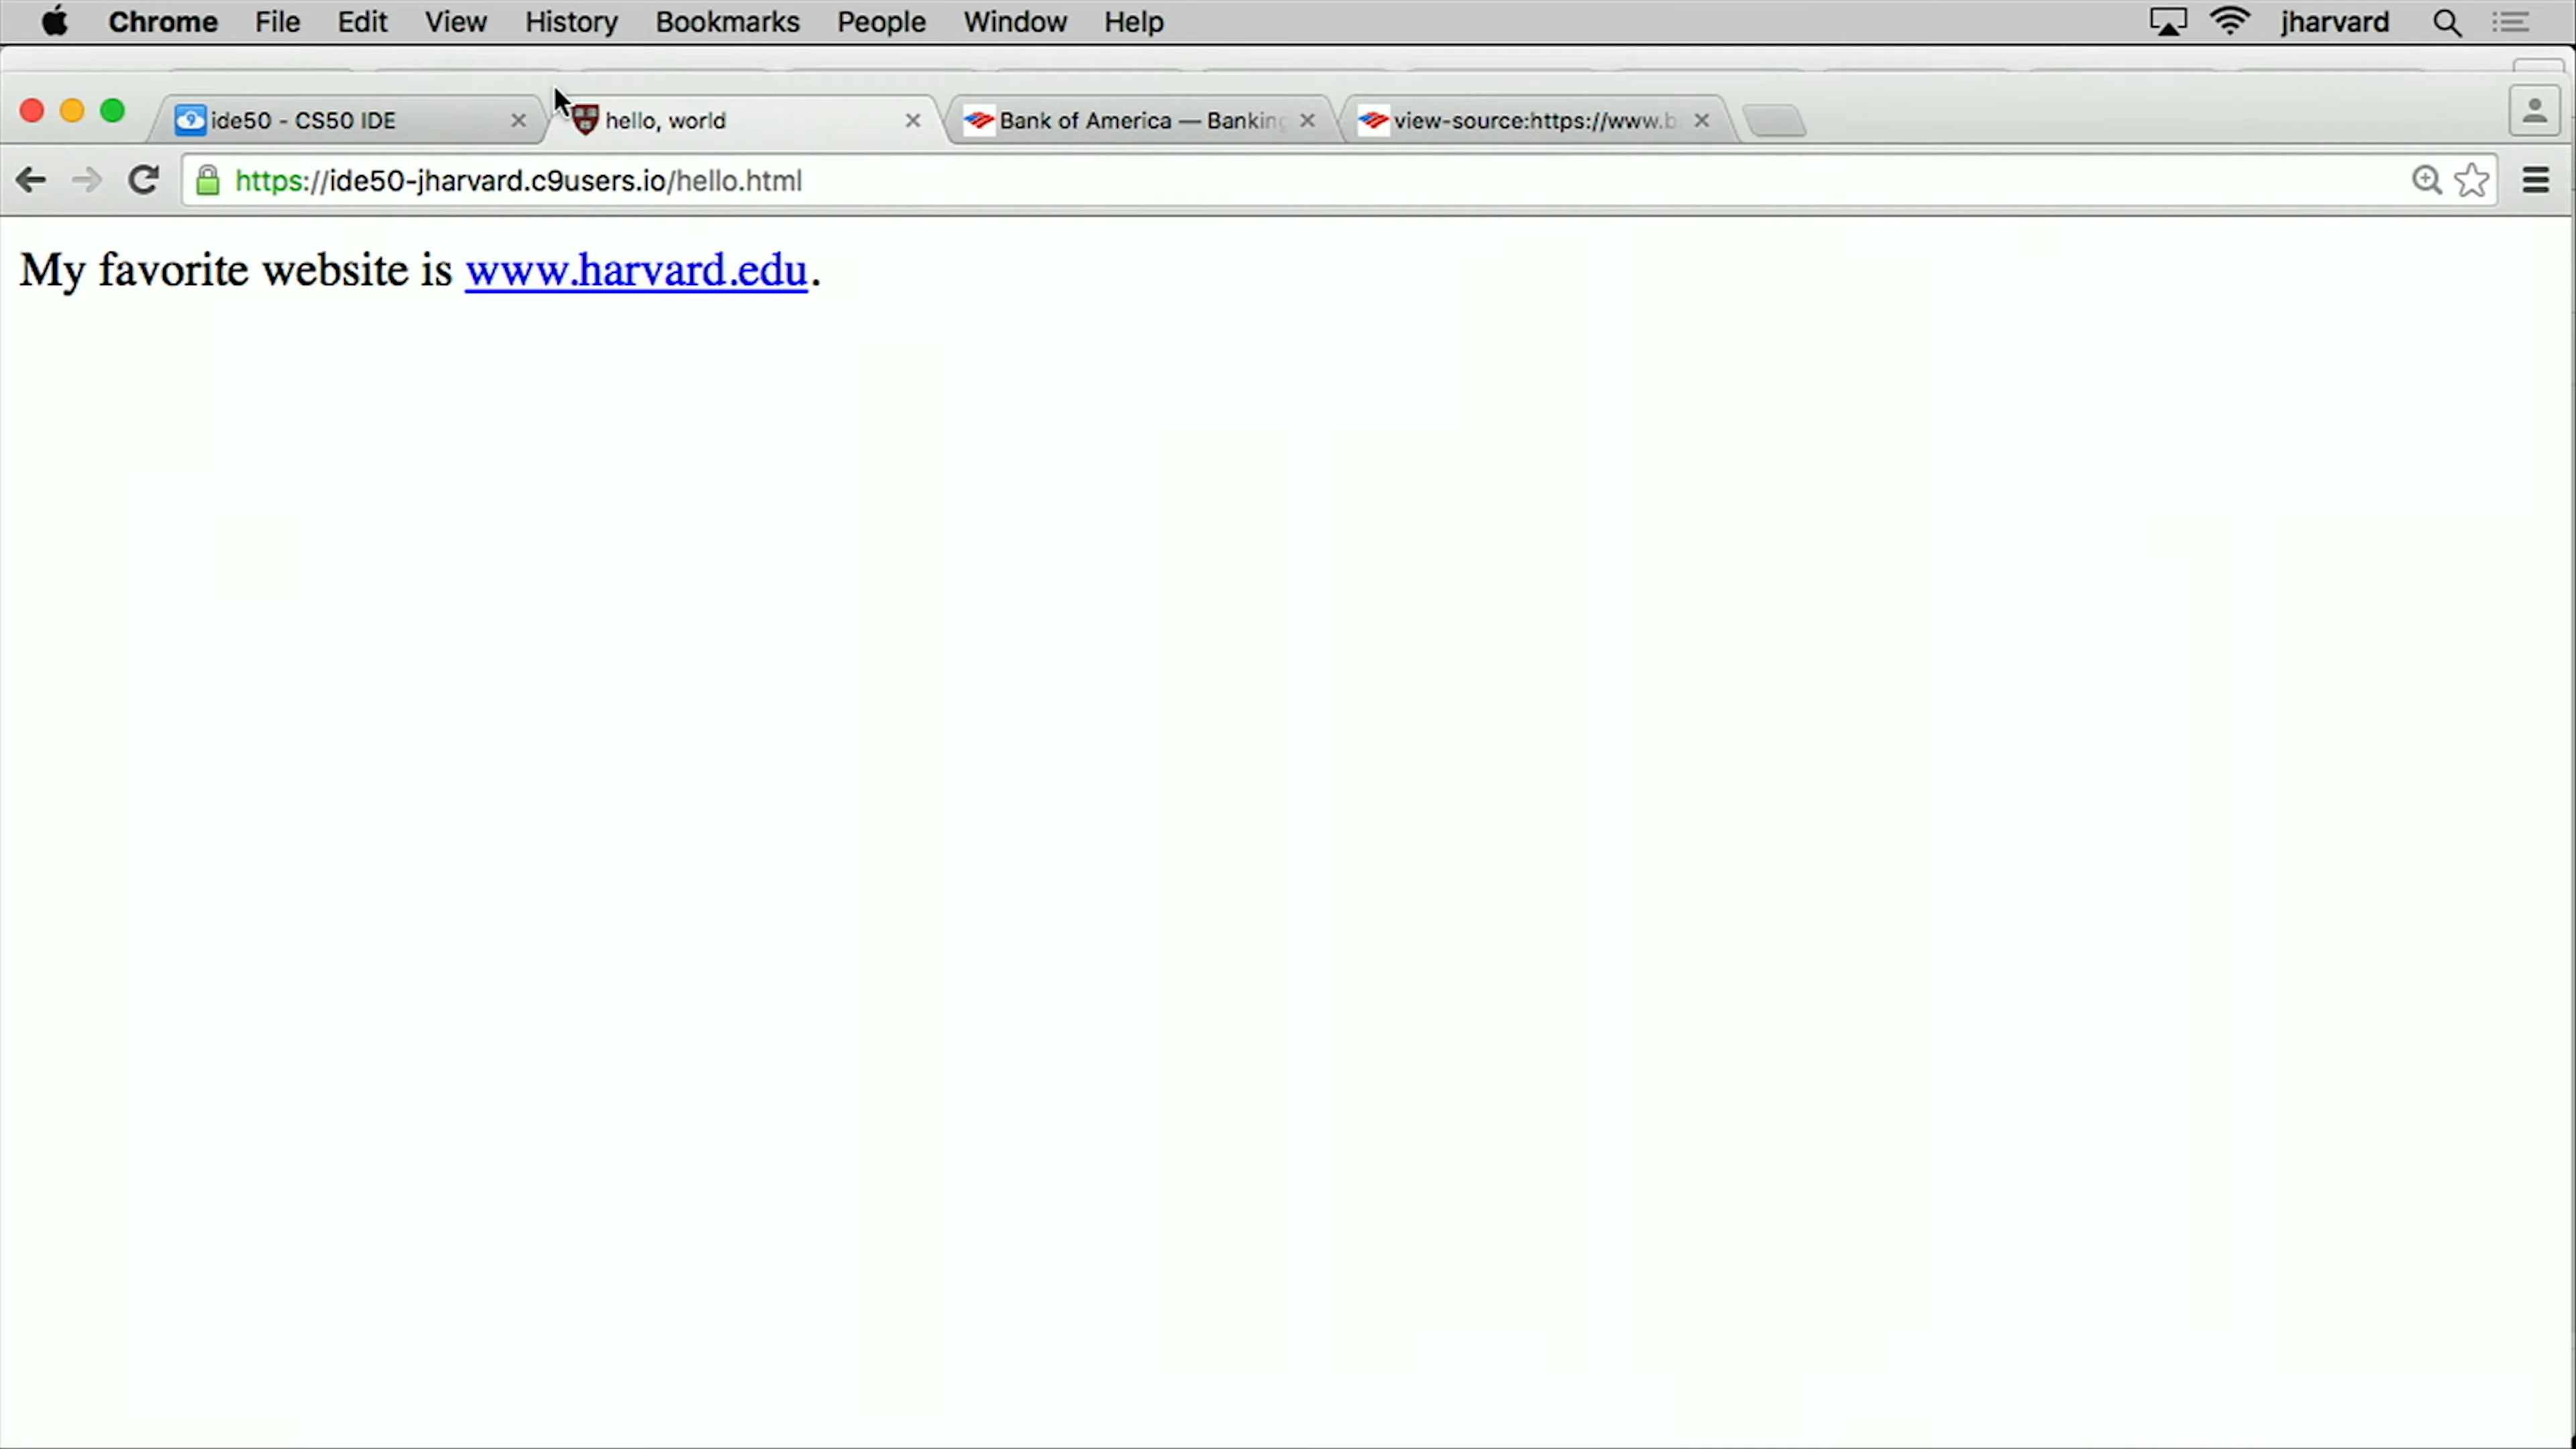 Chrome File Edit View History Bookmarks People Window Help jharvard
ide50 - CS50 IDE hello, world Bank of America — Banking view-source:https://www.b
https://ide50-jharvard.c9users.io/hello.html
My favorite website is www.harvard.edu.